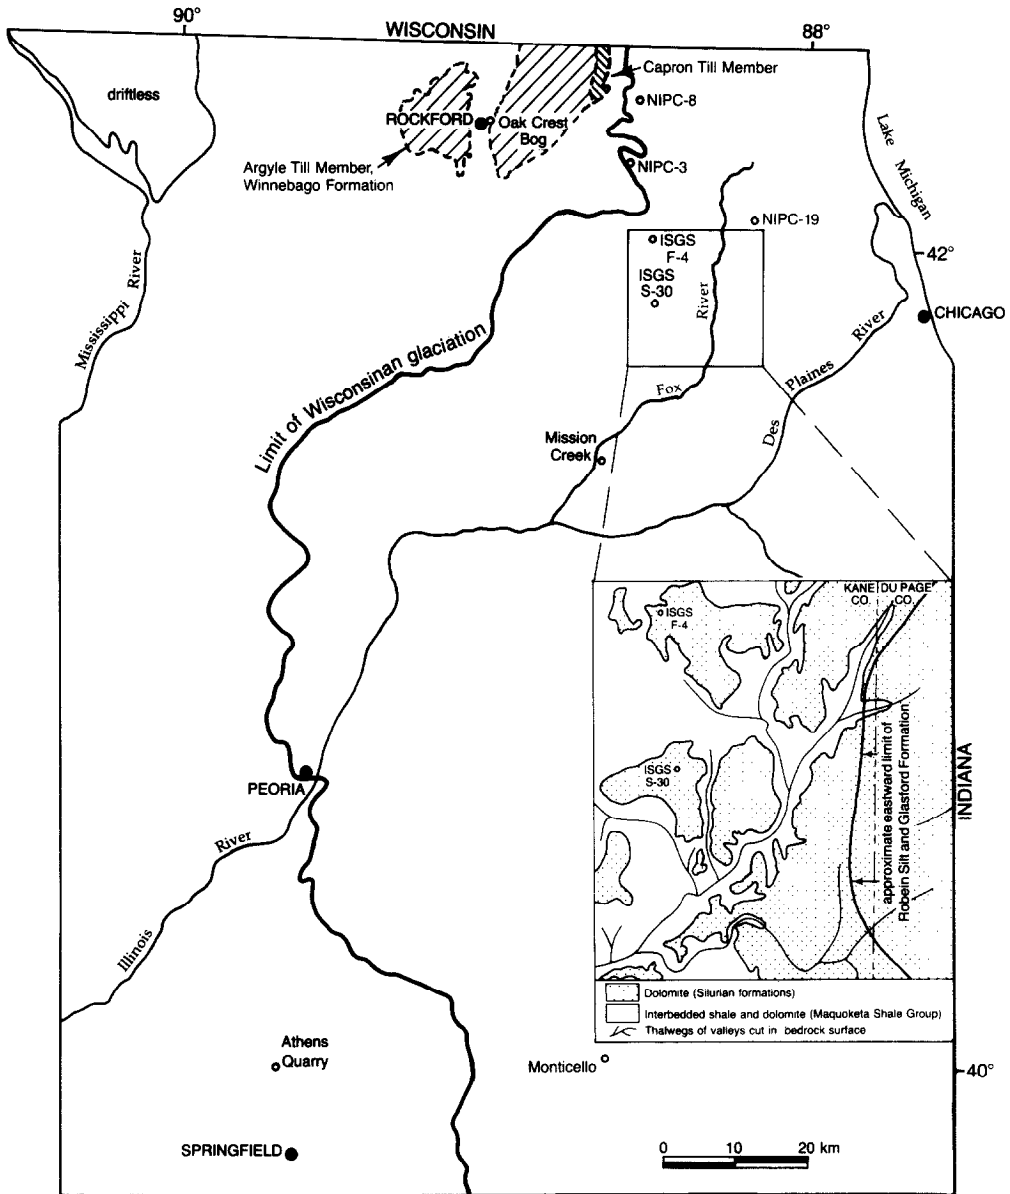 90°
WISCONSIN
88°
driftless
Capron Till Member
NIPC-8
ROCKFORD
Oak Crest
Bog
Argyle Till Member,
Winnebago Formation
NIPC-3
Lake Michigan
NIPC-19
ISGS
F-4
ISGS
S-30
42°
Mississippi River
River
River
CHICAGO
Limit of Wisconsinan glaciation
Fox
Plaines
Des
Mission
Creek
KANE
CO.
DU PAGE
CO.
ISGS
F-4
ISGS
S-30
approximate eastward limit of
Robein Silt and Glasford Formation
INDIANA
PEORIA
River
Illinois
Dolomite (Silurian formations)
Interbedded shale and dolomite (Maquoketa Shale Group)
Thalwegs of valleys cut in bedrock surface
Athens
Quarry
Monticello
40°
SPRINGFIELD
0 10 20 km